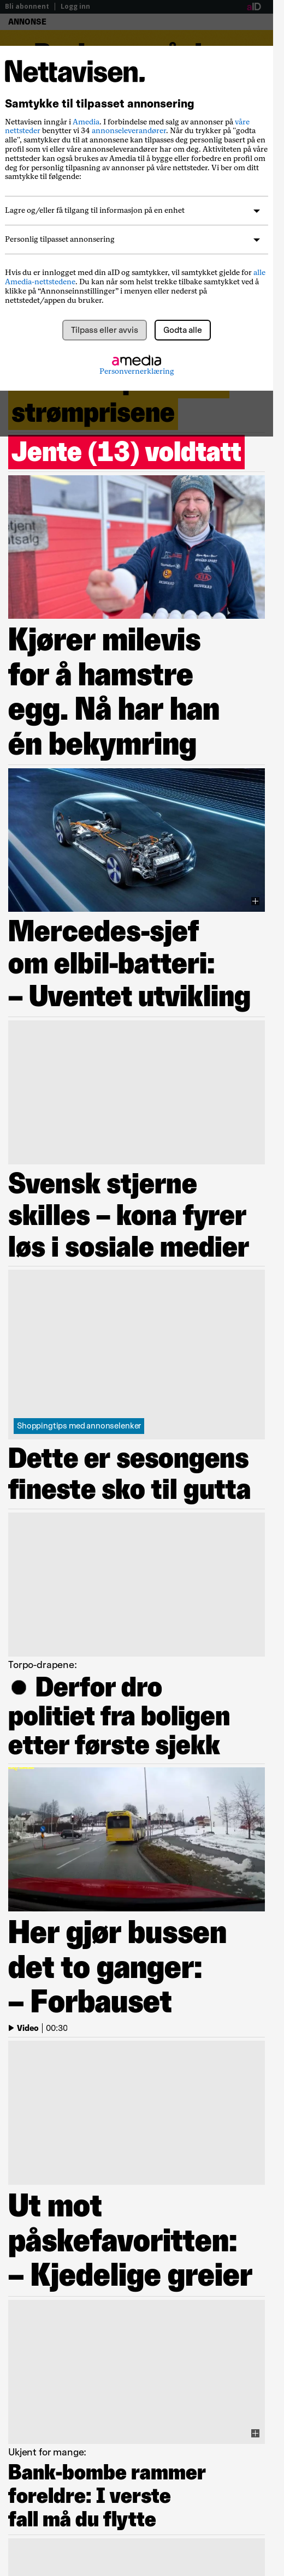 Bli abonnent | Logg inn
aID
ANNONSE
Nettavisen.
Samtykke til tilpasset annonsering
Nettavisen inngår i Amedia. I forbindelse med salg av annonser på våre
nettsteder benytter vi 34 annonseleverandører. Når du trykker på "godta
alle", samtykker du til at annonsene kan tilpasses deg personlig basert på en
profil som vi eller våre annonseleverandører har om deg. Aktiviteten på våre
nettsteder kan også brukes av Amedia til å bygge eller forbedre en profil om
deg for personlig tilpasning av annonser på våre nettsteder. Vi ber om ditt
samtykke til følgende:
Lagre og/eller få tilgang til informasjon på en enhet
Personlig tilpasset annonsering
Hvis du er innlogget med din aID og samtykker, vil samtykket gjelde for alle
Amedia-nettstedene. Du kan når som helst trekke tilbake samtykket ved å
klikke på “Annonseinnstillinger” i menyen eller nederst på
nettstedet/appen du bruker.
Tilpass eller avvis
Godta alle
amedia
Personvernerklæring
strømprisene
Jente (13) voldtatt
Kjører milevis
for å hamstre
egg. Nå har han
én bekymring
Mercedes-sjef
om elbil-batteri:
– Uventet utvikling
Svensk stjerne
skilles – kona fyrer
løs i sosiale medier
Shoppingtips med annonselenker
Dette er sesongens
fineste sko til gutta
Torpo-drapene:
● Derfor dro
politiet fra boligen
etter første sjekk
Her gjør bussen
det to ganger:
– Forbauset
Video | 00:30
Ut mot
påskefavoritten:
– Kjedelige greier
Ukjent for mange:
Bank-bombe rammer
foreldre: I verste
fall må du flytte